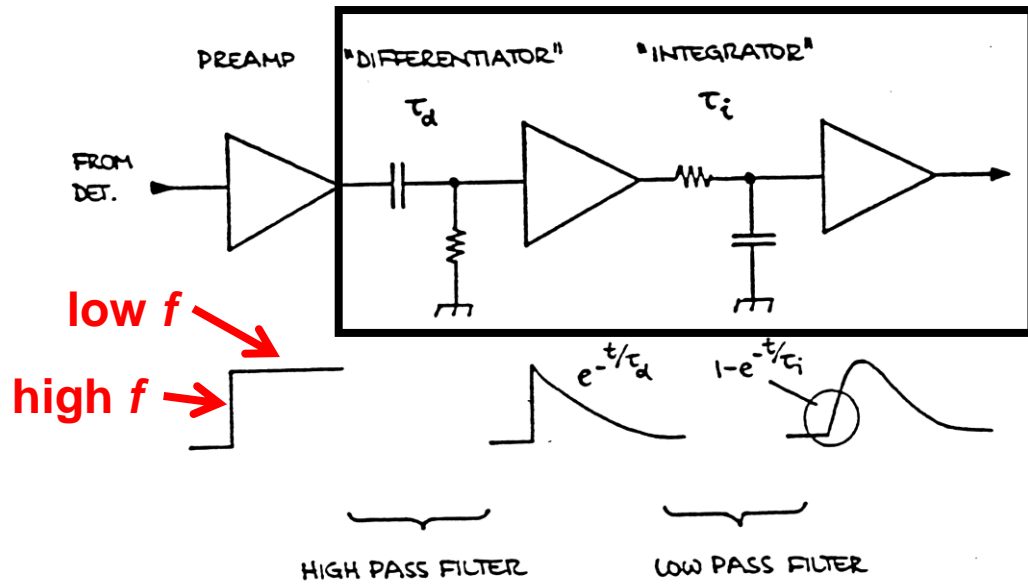 PREAMP
"DIFFERENTIATOR"
"INTEGRATOR"
τd
τi
FROM
DET.
low f
high f
e^-t/τd
1-e^-t/τi
HIGH PASS FILTER
LOW PASS FILTER